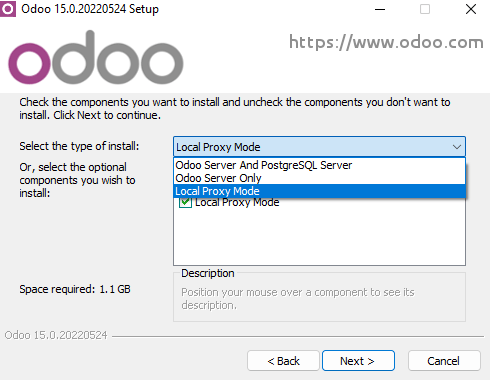 Odoo 15.0.20220524 Setup
odoo
https://www.odoo.com
Check the components you want to install and uncheck the components you don't want to
install. Click Next to continue.
Select the type of install:
Local Proxy Mode
Odoo Server And PostgreSQL Server
Odoo Server Only
Local Proxy Mode
Or, select the optional
components you wish to
install:
Local Proxy Mode
Space required: 1.1 GB
Description
Position your mouse over a component to see its
description.
Odoo 15.0.20220524
< Back
Next >
Cancel